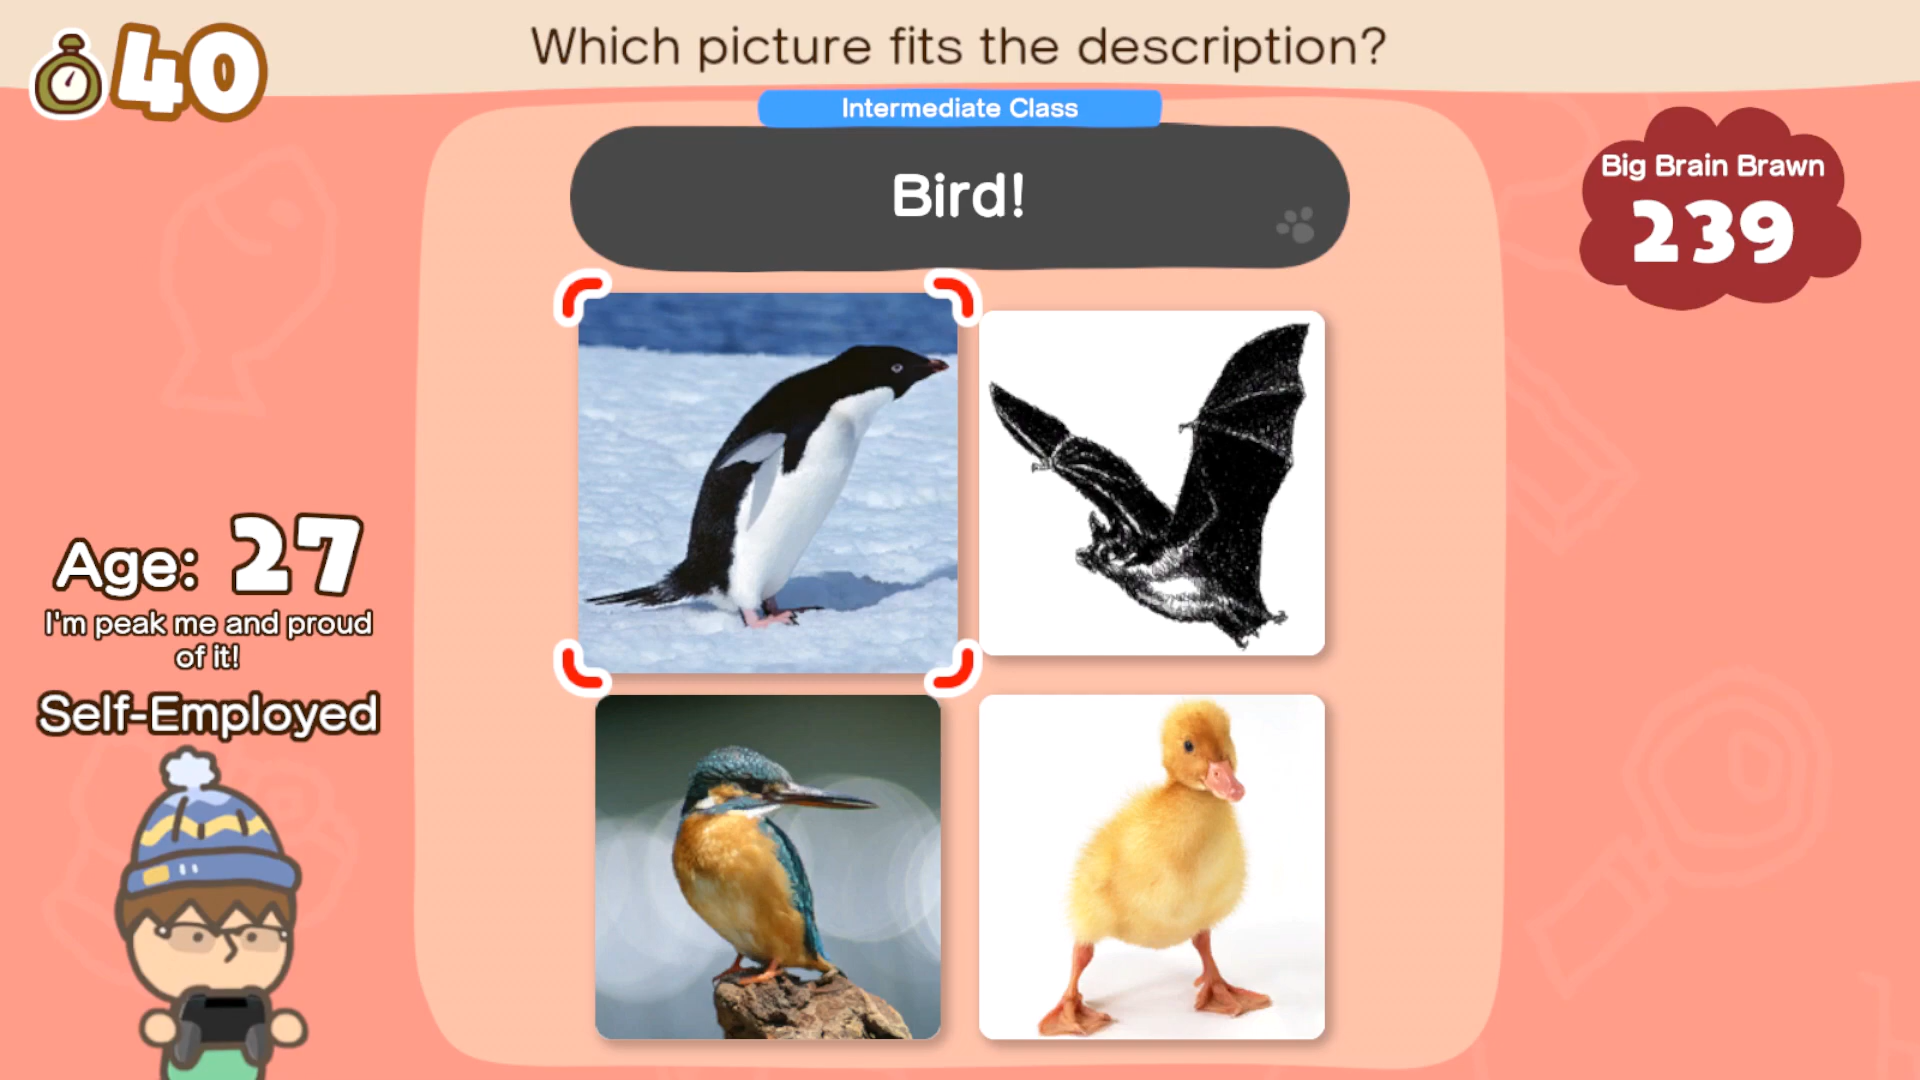 40
Which picture fits the description?
Intermediate Class
Bird!
Big Brain Brawn
239
Age: 27
I'm peak me and proud
of it!
Self-Employed